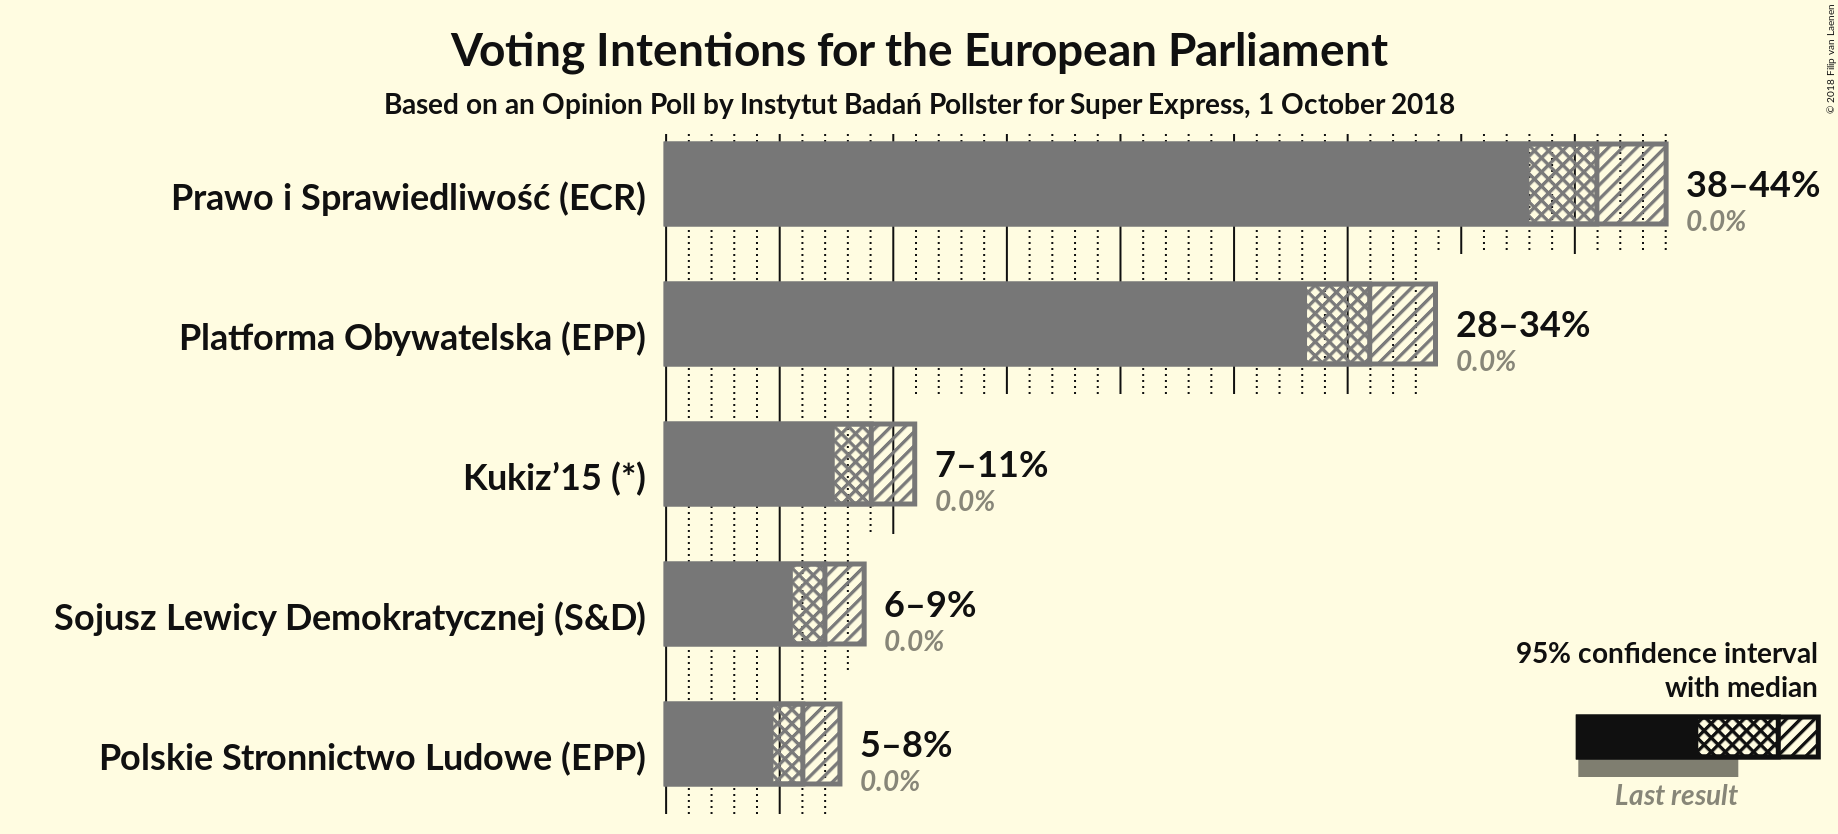 Voting Intentions for the European Parliament
Based on an Opinion Poll by Instytut Badań Pollster for Super Express, 1 October 2018
© 2018 Filip van Laenen
Prawo i Sprawiedliwość (ECR)
38–44%
0.0%
Platforma Obywatelska (EPP)
28–34%
0.0%
Kukiz’15 (*)
7–11%
0.0%
Sojusz Lewicy Demokratycznej (S&D)
6–9%
0.0%
Polskie Stronnictwo Ludowe (EPP)
5–8%
0.0%
95% confidence interval
with median
Last result